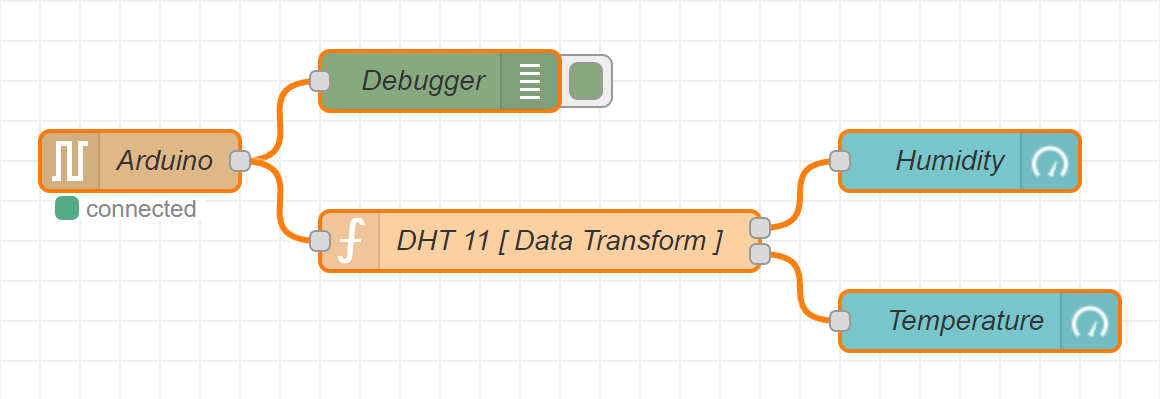 Debugger
Arduino
connected
Humidity
DHT 11 [ Data Transform ]
Temperature